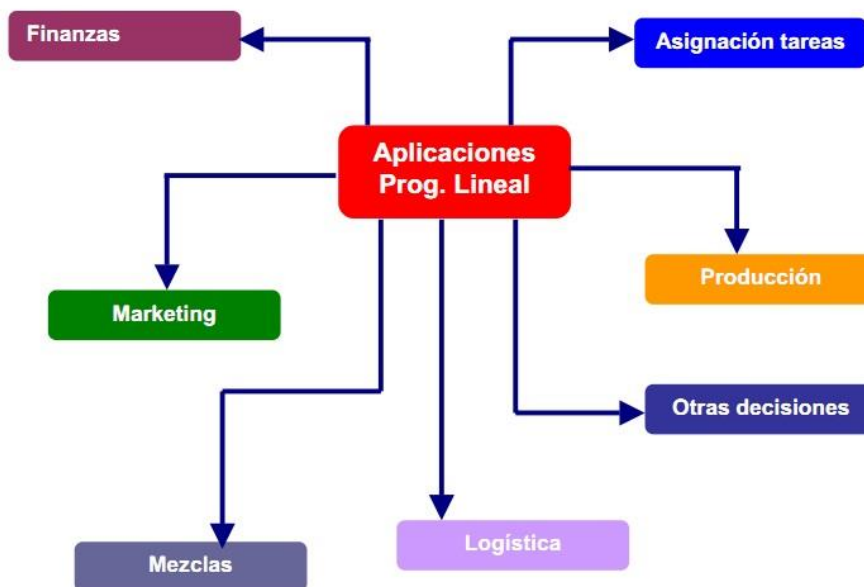 Finanzas
Asignación tareas
Aplicaciones
Prog. Lineal
Producción
Marketing
Otras decisiones
Logística
Mezclas